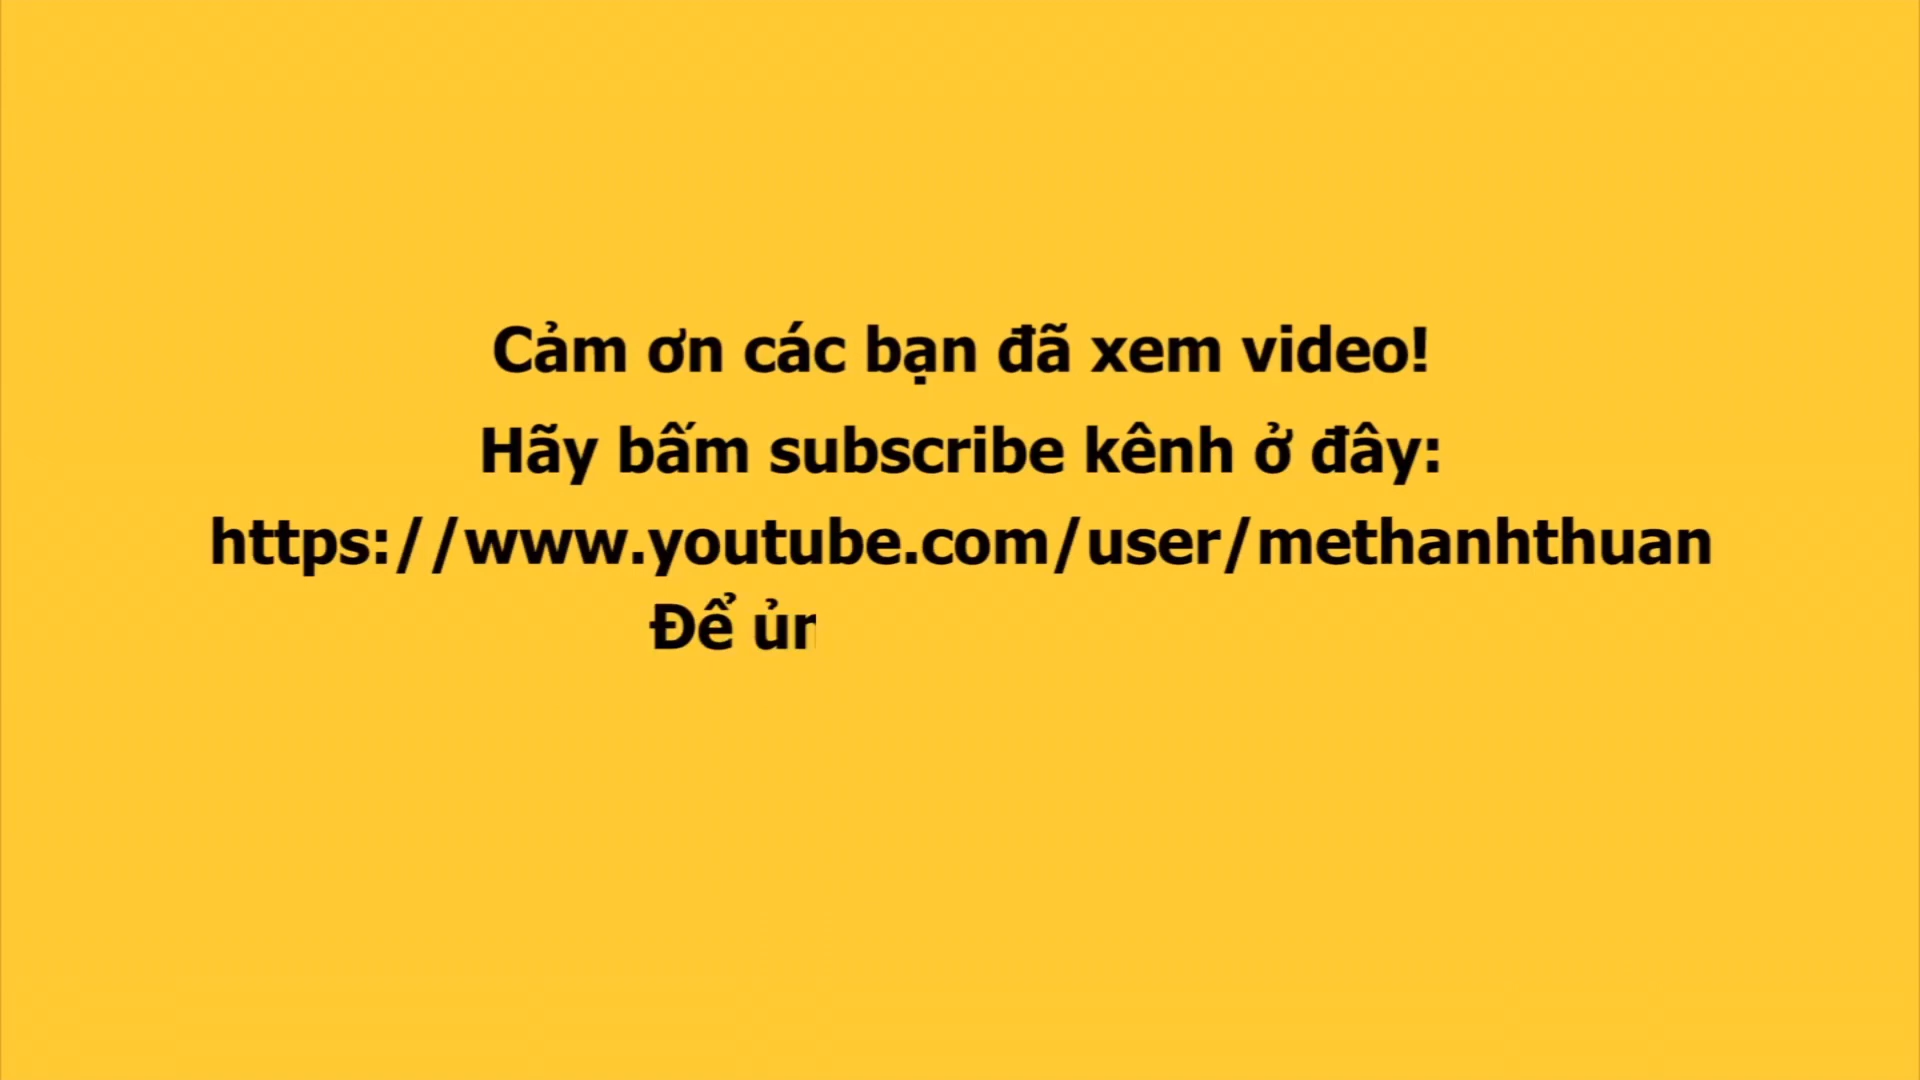 Cảm ơn các bạn đã xem video!
Hãy bấm subscribe kênh ở đây:
https://www.youtube.com/user/methanhthuan
Để